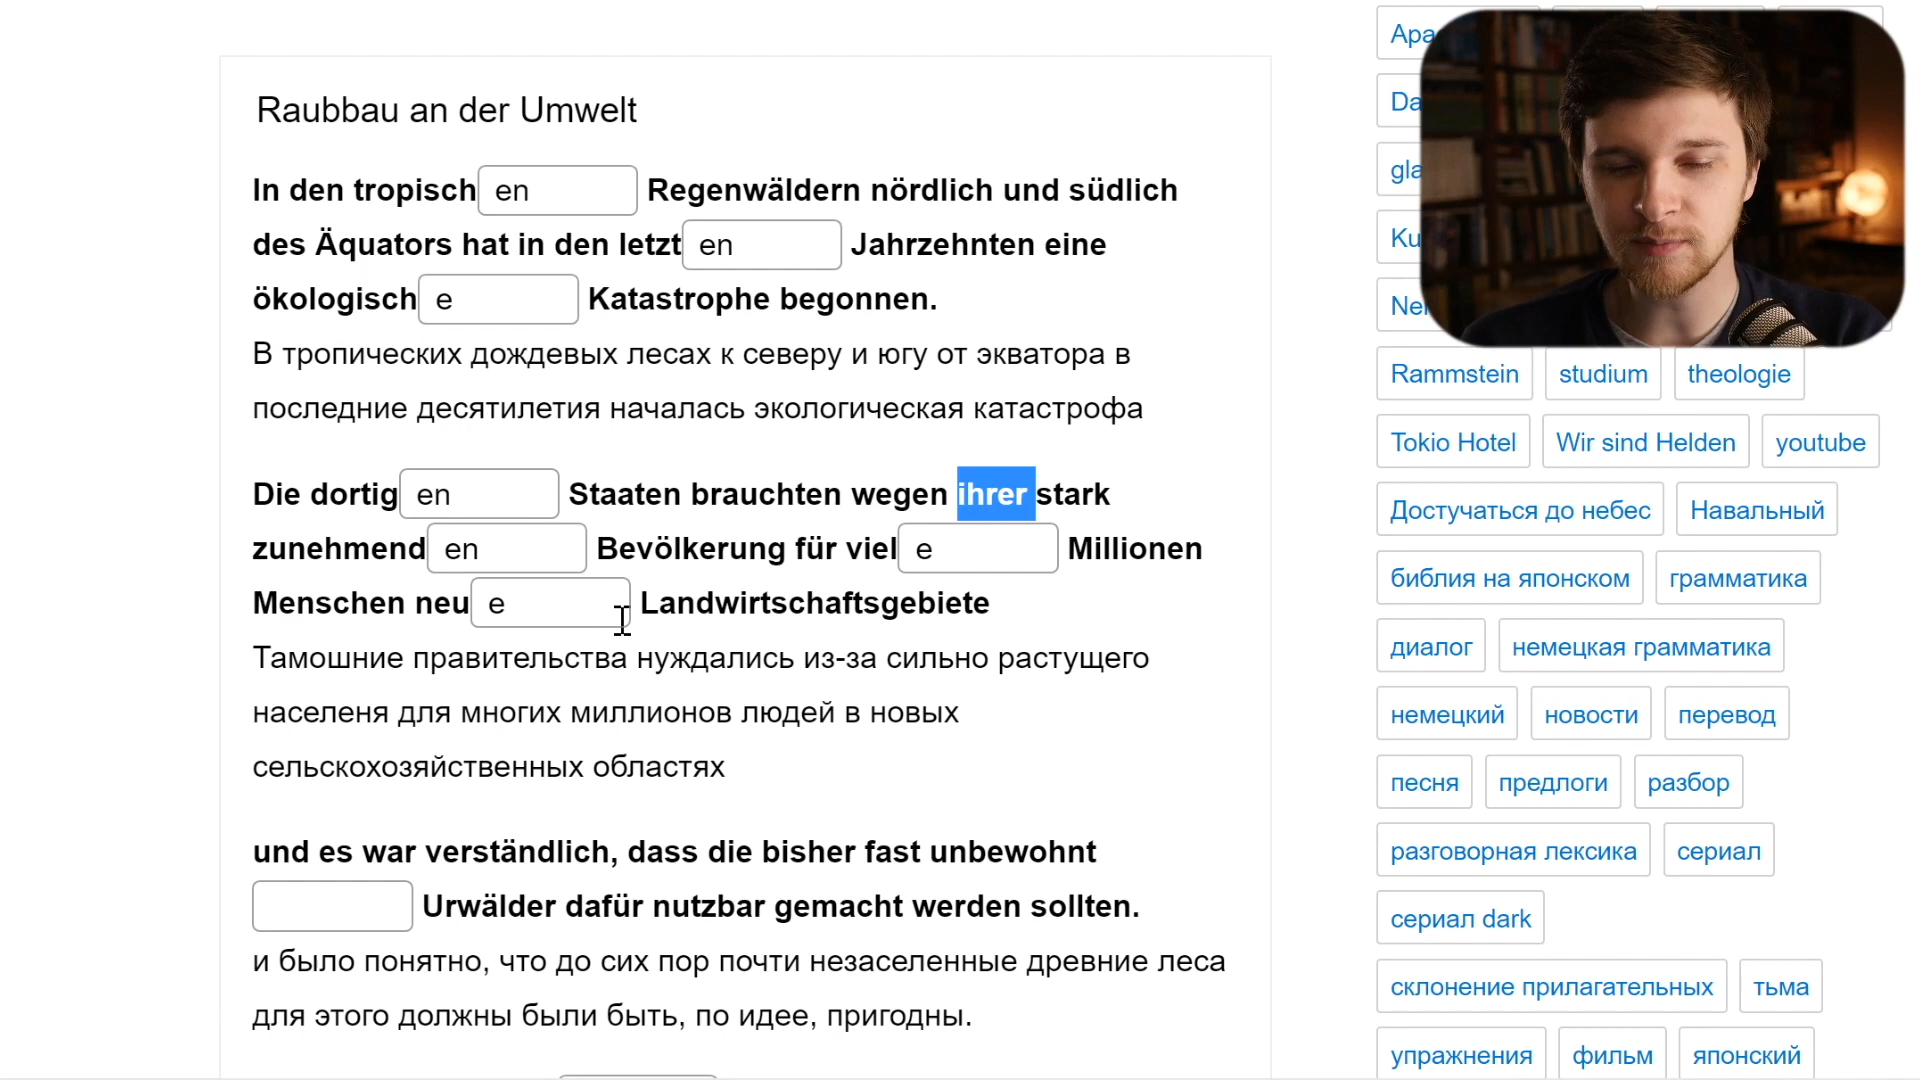 Raubbau an der Umwelt
In den tropisch en Regenwäldern nördlich und südlich
des Äquators hat in den letzt en Jahrzehnten eine
ökologisch e Katastrophe begonnen.
В тропических дождевых лесах к северу и югу от экватора в
последние десятилетия началась экологическая катастрофа
Die dortig en Staaten brauchten wegen ihrer stark
zunehmend en Bevölkerung für viel e Millionen
Menschen neu e Landwirtschaftsgebiete
Тамошние правительства нуждались из-за сильно растущего
населеня для многих миллионов людей в новых
сельскохозяйственных областях
und es war verständlich, dass die bisher fast unbewohnt
Urwälder dafür nutzbar gemacht werden sollten.
и было понятно, что до сих пор почти незаселенные древние леса
для этого должны были быть, по идее, пригодны.
Rammstein studium theologie
Tokio Hotel Wir sind Helden youtube
Достучаться до небес Навальный
библия на японском грамматика
диалог немецкая грамматика
немецкий новости перевод
песня предлоги разбор
разговорная лексика сериал
сериал dark
склонение прилагательных тьма
упражнения фильм японский